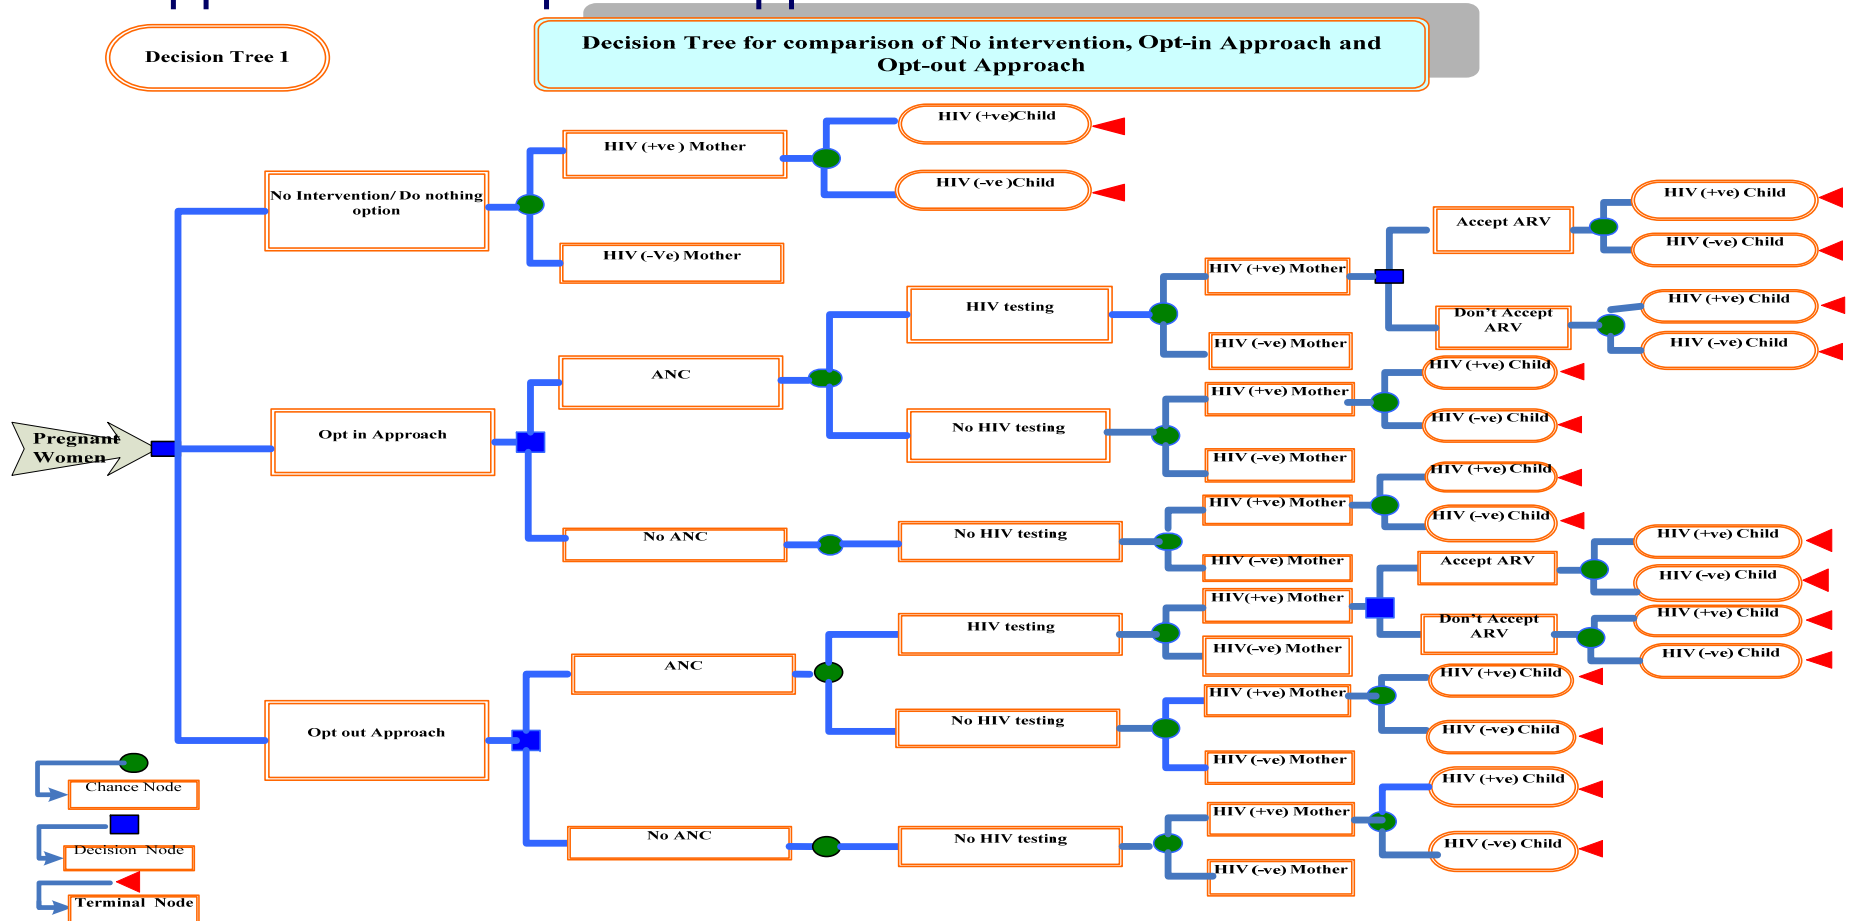 Decision Tree 1
Decision Tree for comparison of No intervention, Opt-in Approach and
Opt-out Approach
Pregnant
Women
No Intervention/ Do nothing
option
HIV (+ve ) Mother
HIV (+ve)Child
HIV (-ve )Child
HIV (-Ve) Mother
Opt in Approach
ANC
HIV testing
HIV (+ve) Mother
Accept ARV
HIV (+ve) Child
HIV (-ve) Child
Don't Accept
ARV
HIV (+ve) Child
HIV (-ve) Child
HIV (-ve) Mother
No HIV testing
HIV (+ve) Mother
HIV (+ve) Child
HIV (-ve) Child
HIV (-ve) Mother
No ANC
No HIV testing
HIV (+ve) Mother
HIV (+ve) Child
HIV (-ve) Child
HIV (-ve) Mother
Opt out Approach
ANC
HIV testing
HIV(+ve) Mother
Accept ARV
HIV (+ve) Child
HIV (-ve) Child
Don't Accept
ARV
HIV (+ve) Child
HIV (-ve) Child
HIV(-ve) Mother
No HIV testing
HIV (+ve) Mother
HIV (+ve) Child
HIV (-ve) Child
HIV (-ve) Mother
No ANC
No HIV testing
HIV (+ve) Mother
HIV (+ve) Child
HIV (-ve) Child
HIV (-ve) Mother
Chance Node
Decision Node
Terminal Node